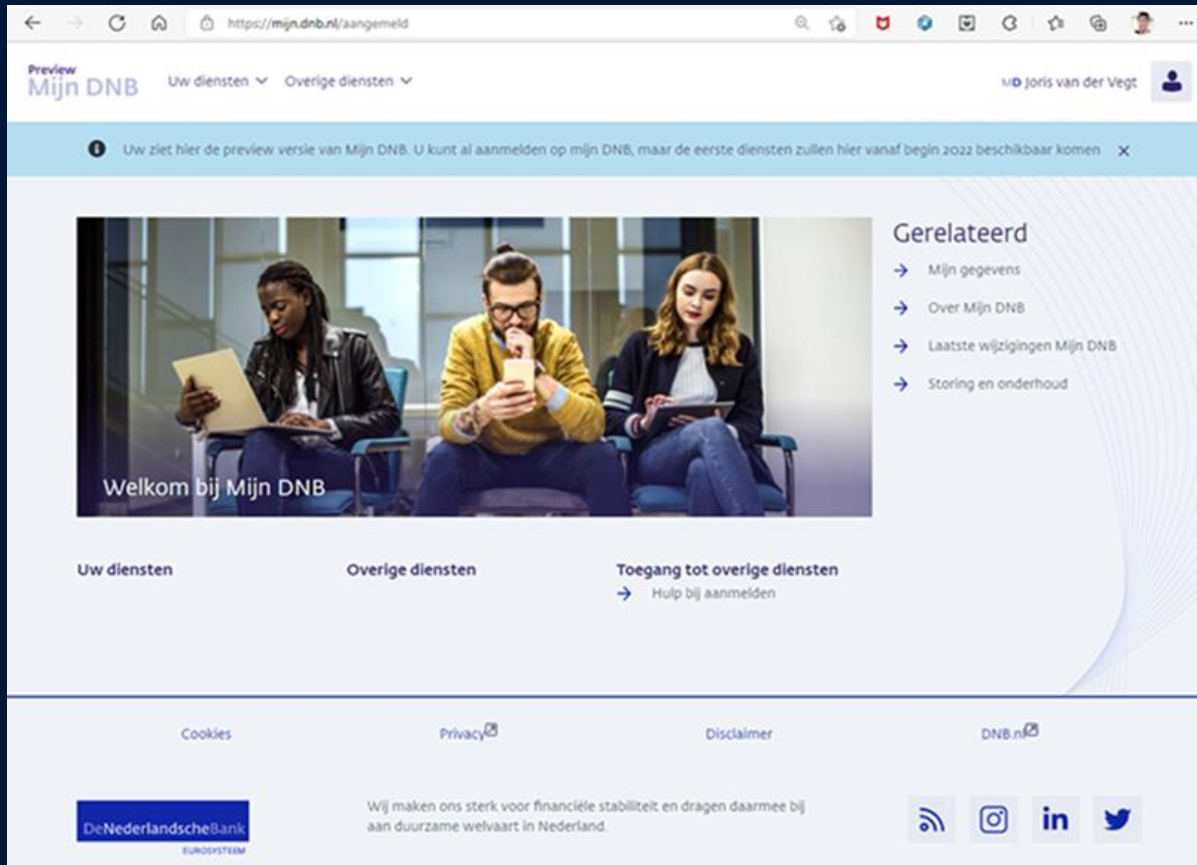 https://mijn.dnb.nl/aangemeld
Preview
Mijn DNB
Uw diensten
Overige diensten
MD Joris van der Vegt
Uw ziet hier de preview versie van Mijn DNB. U kunt al aanmelden op mijn DNB, maar de eerste diensten zullen hier vanaf begin 2022 beschikbaar komen
Welkom bij Mijn DNB
Gerelateerd
Mijn gegevens
Over Mijn DNB
Laatste wijzigingen Mijn DNB
Storing en onderhoud
Uw diensten
Overige diensten
Toegang tot overige diensten
Hulp bij aanmelden
Cookies
Privacy
Disclaimer
DNB.nl
DeNederlandscheBank
EUROSYSTEEM
Wij maken ons sterk voor financiële stabiliteit en dragen daarmee bij
aan duurzame welvaart in Nederland.
in